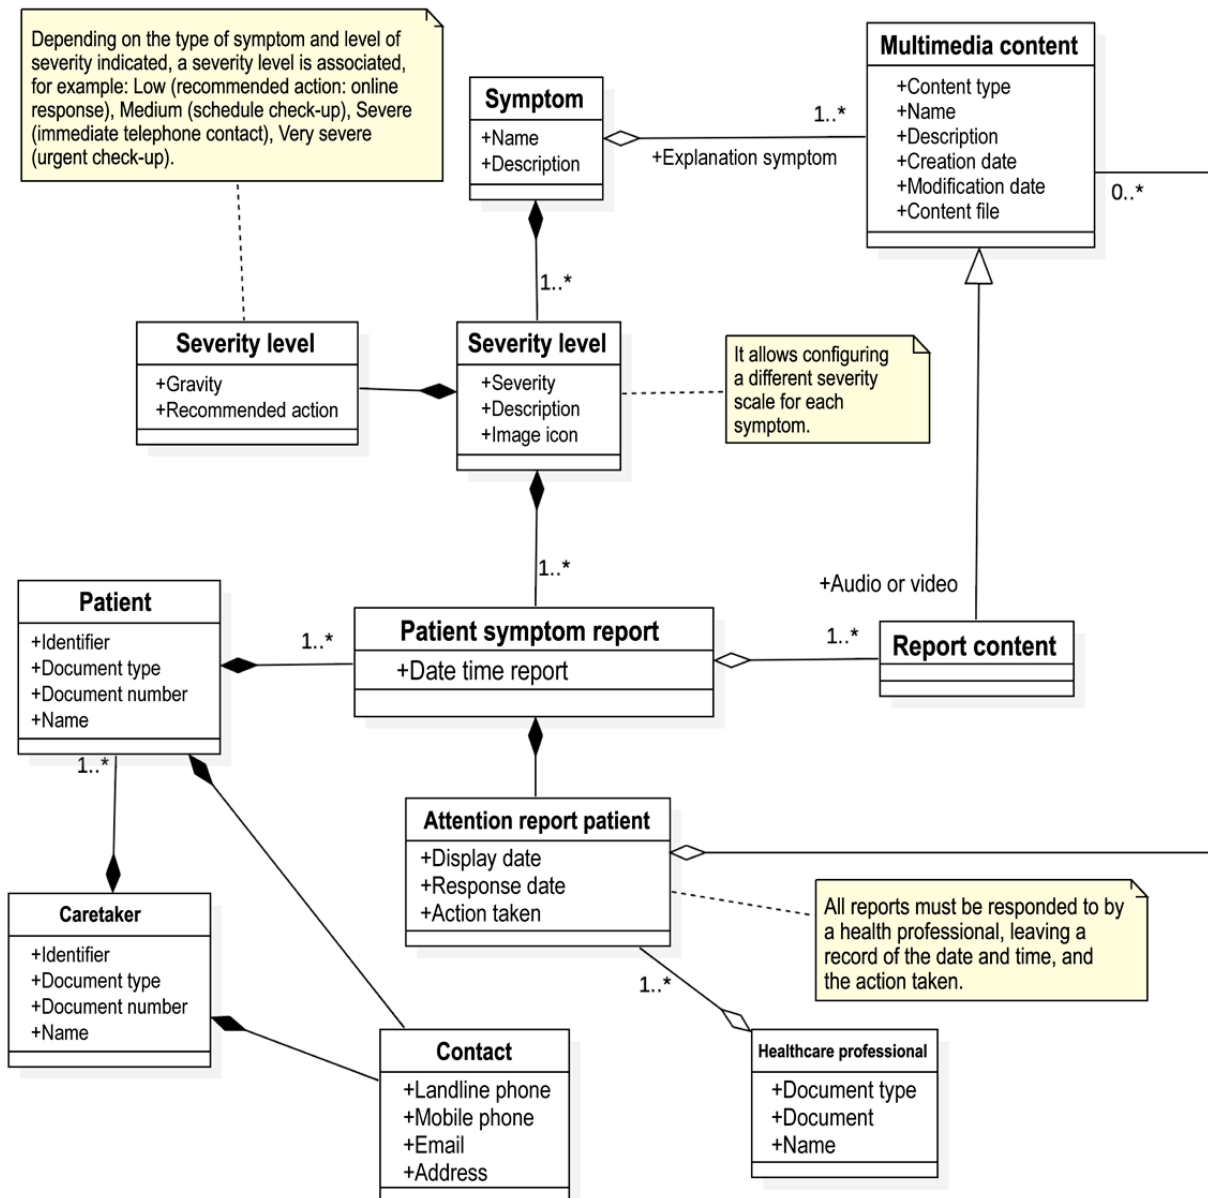 Depending on the type of symptom and level of
severity indicated, a severity level is associated,
for example: Low (recommended action: online
response), Medium (schedule check-up), Severe
(immediate telephone contact), Very severe
(urgent check-up).
Symptom
+Name
+Description
1..*
+Explanation symptom
Multimedia content
+Content type
+Name
+Description
+Creation date
+Modification date
+Content file
0..*
1..*
Severity level
+Gravity
+Recommended action
Severity level
+Severity
+Description
+Image icon
It allows configuring
a different severity
scale for each
symptom.
1..*
Patient
+Identifier
+Document type
+Document number
+Name
1..*
Patient symptom report
+Date time report
+Audio or video
1..*
Report content
1..*
Attention report patient
+Display date
+Response date
+Action taken
All reports must be responded to by
a health professional, leaving a
record of the date and time, and
the action taken.
Caretaker
+Identifier
+Document type
+Document number
+Name
1..*
Contact
+Landline phone
+Mobile phone
+Email
+Address
Healthcare professional
+Document type
+Document
+Name